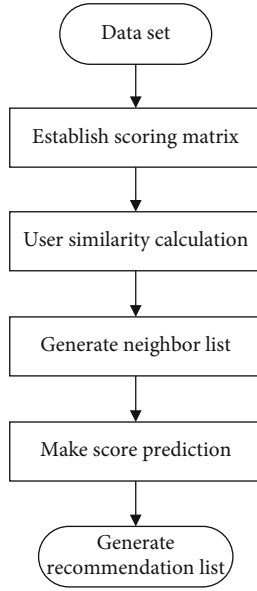 Data set
Establish scoring matrix
User similarity calculation
Generate neighbor list
Make score prediction
Generate
recommendation list